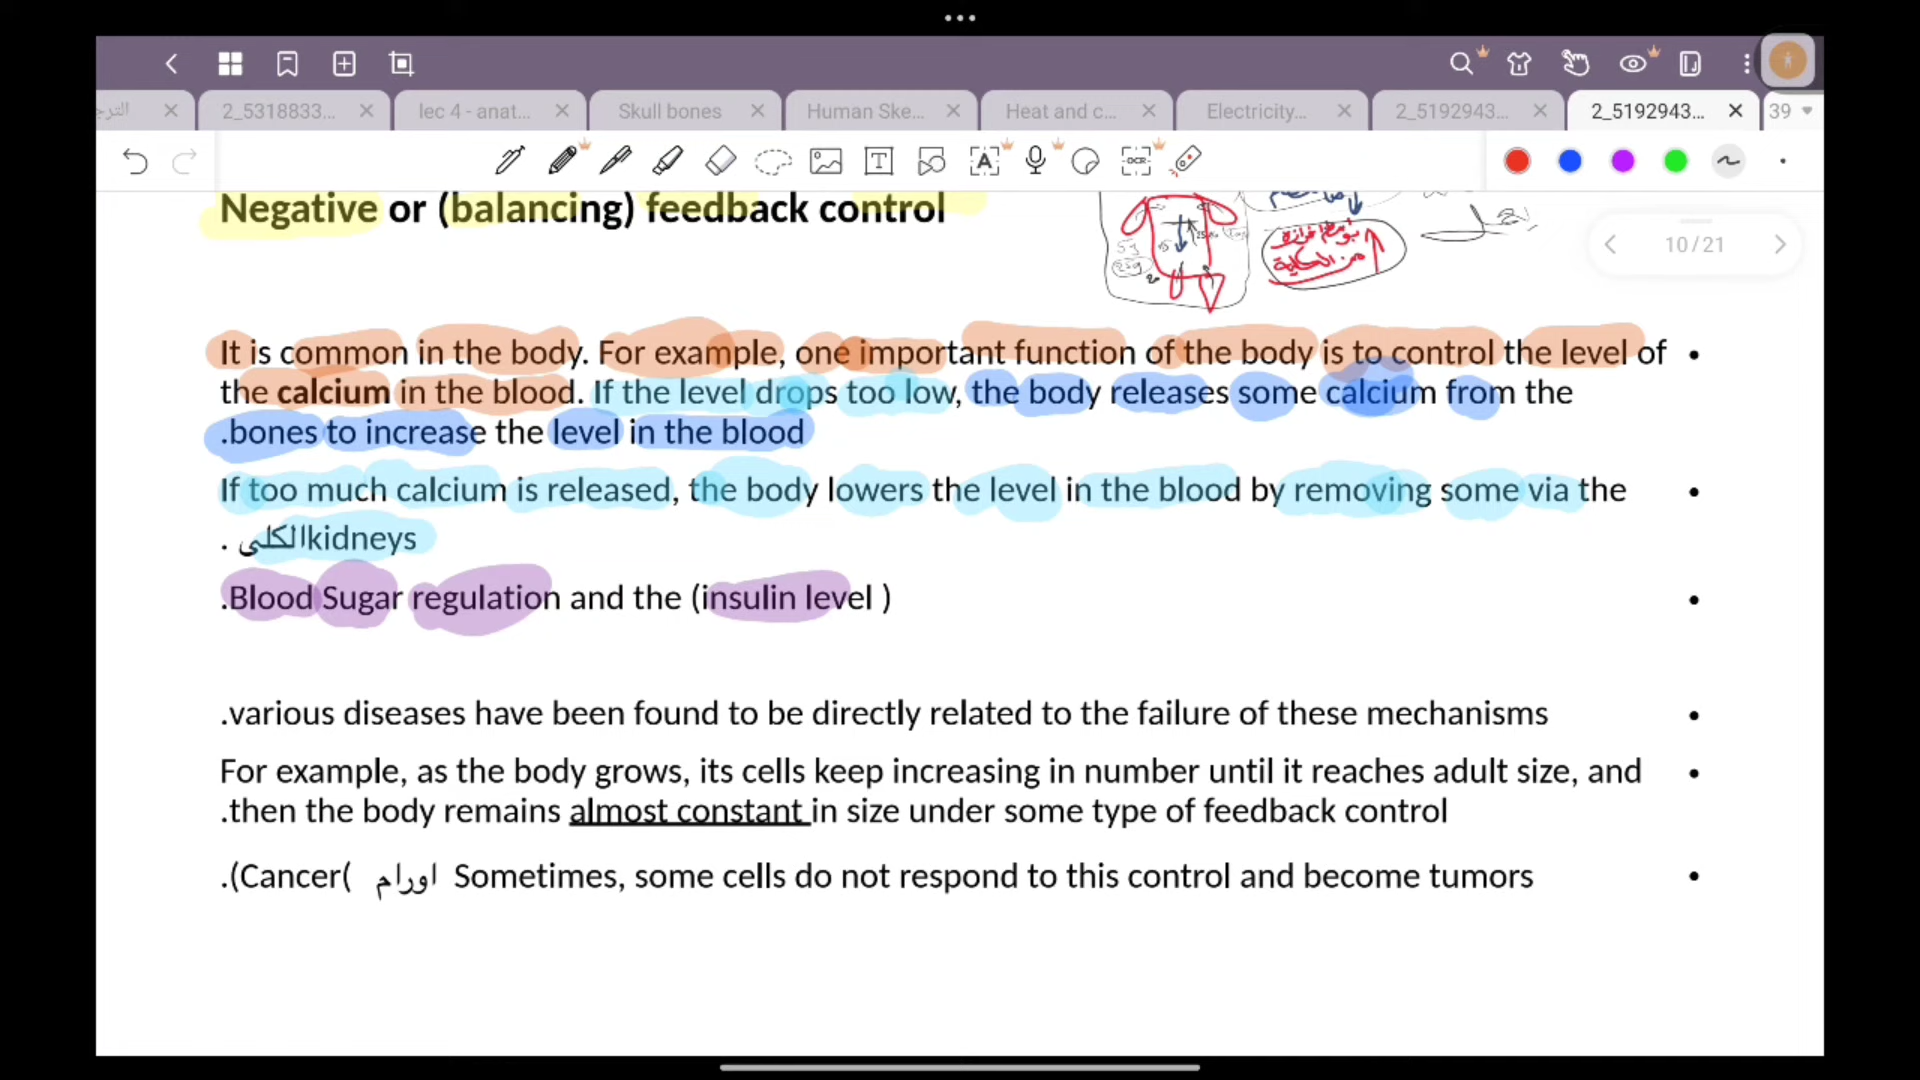 التر
2_5318833...
lec 4 - anat...
Skull bones
Human Ske...
Heat and c...
Electricity...
2_5192943...
2_5192943...
39
OCR
10/21
Negative or (balancing) feedback control
من الكلية
It is common in the body. For example, one important function of the body is to control the level of •
the calcium in the blood. If the level drops too low, the body releases some calcium from the
.bones to increase the level in the blood
If too much calcium is released, the body lowers the level in the blood by removing some via the •
. الكلىkidneys
.Blood Sugar regulation and the (insulin level ) •
.various diseases have been found to be directly related to the failure of these mechanisms •
For example, as the body grows, its cells keep increasing in number until it reaches adult size, and •
.then the body remains almost constant in size under some type of feedback control
.(Cancer( اورام Sometimes, some cells do not respond to this control and become tumors •